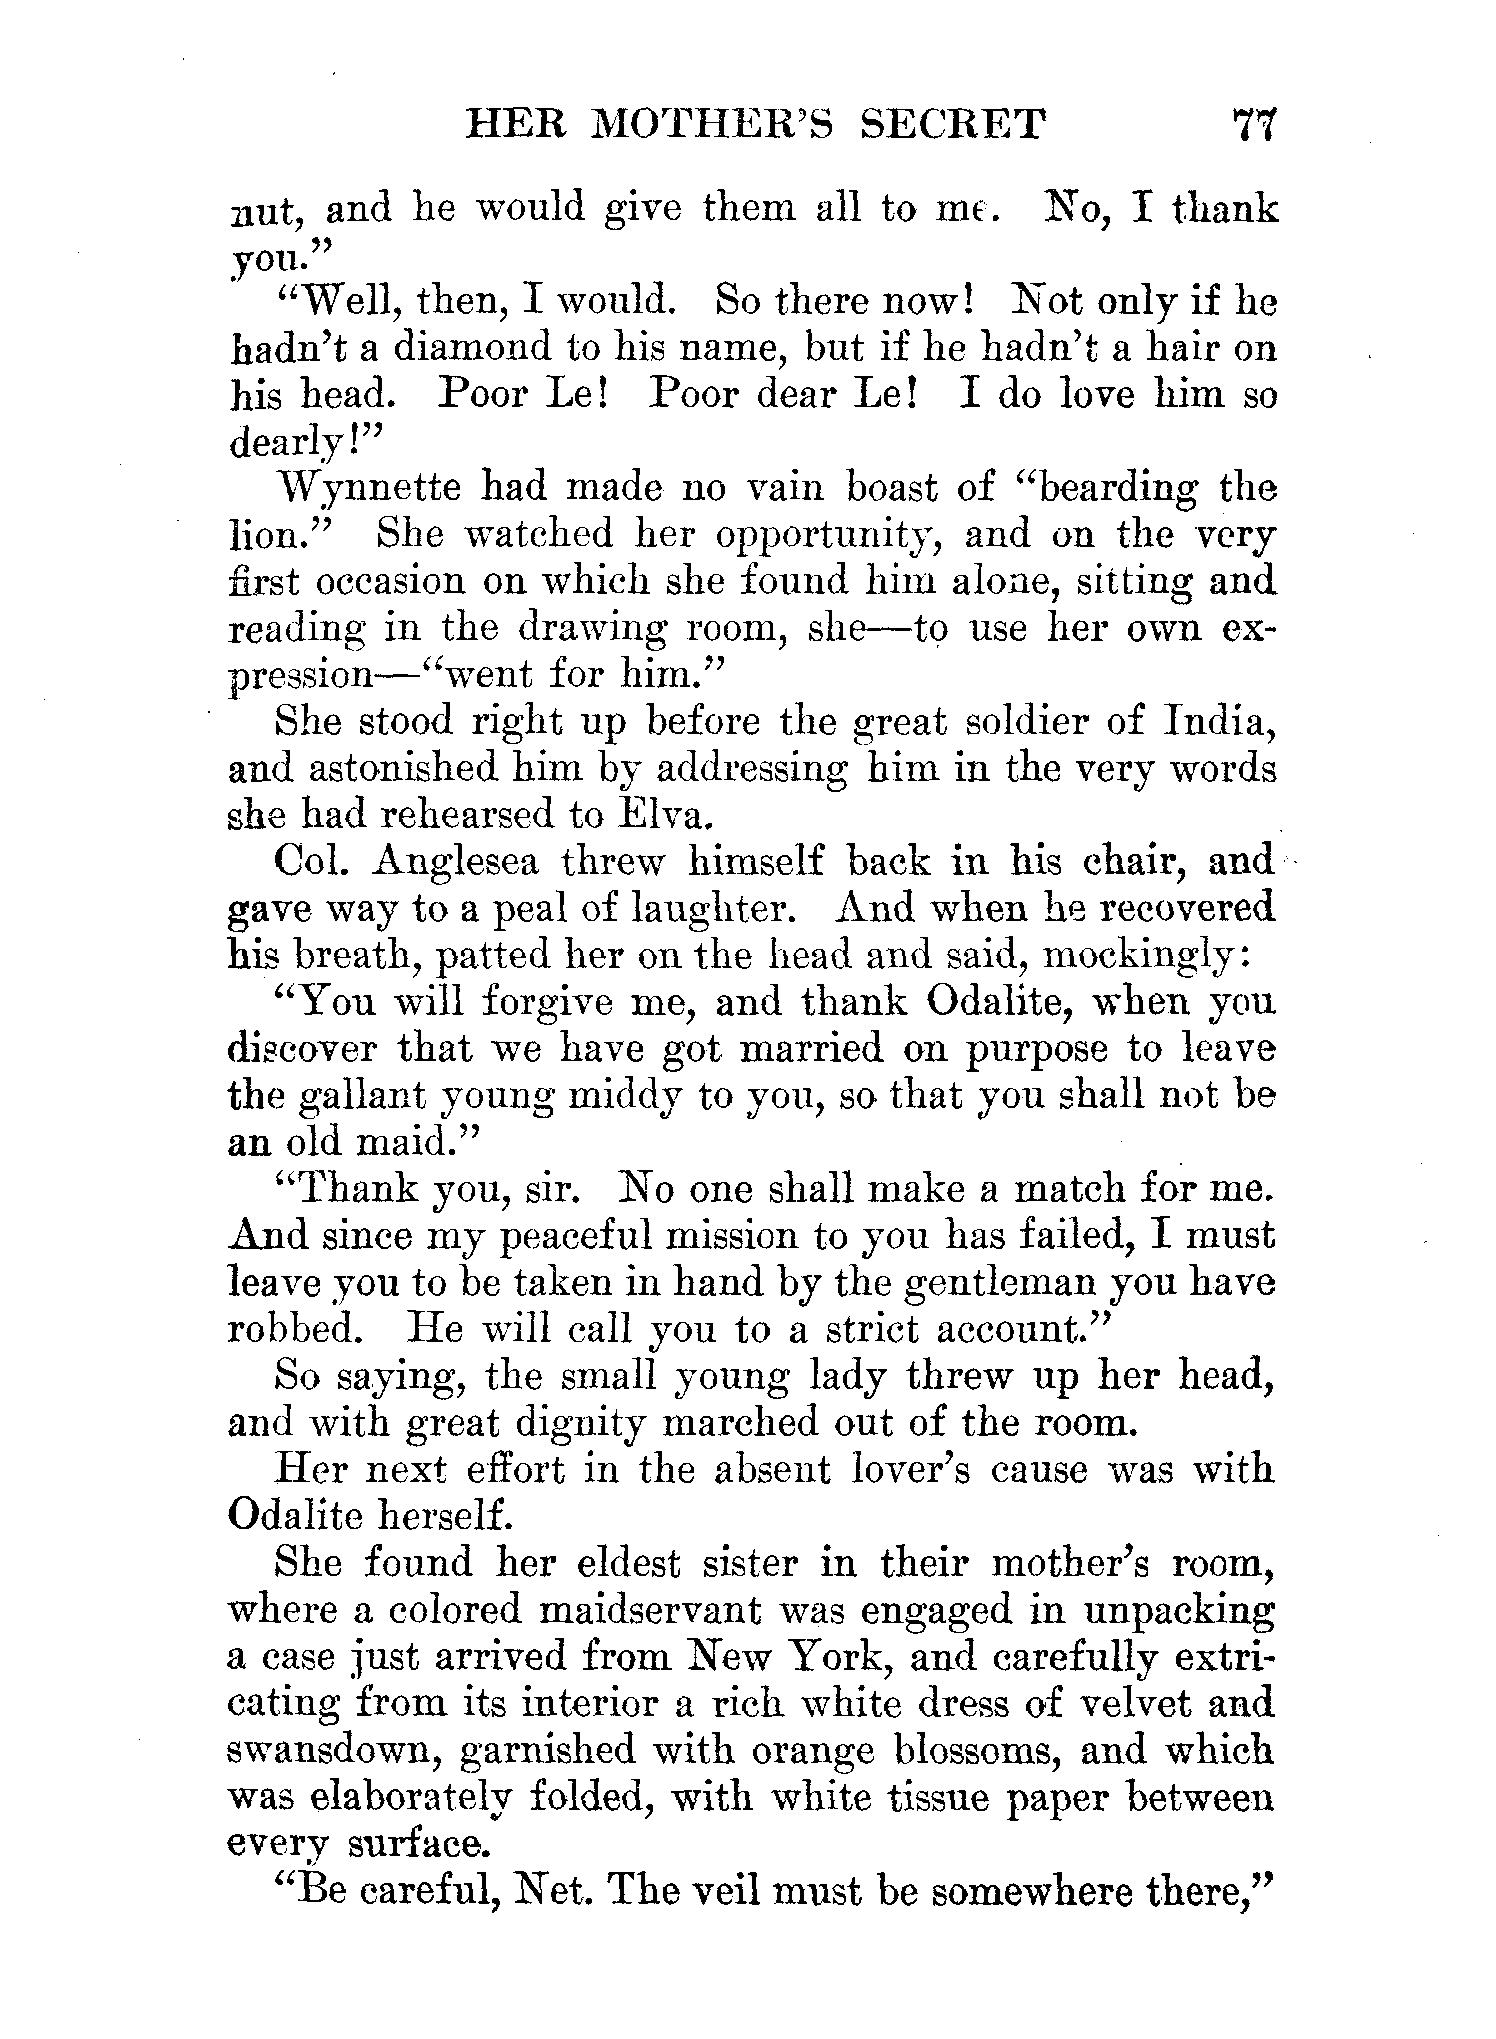 HER MOTHER'S SECRET 77
nut, and he would give them all to me. No, I thank
you."
"Well, then, I would. So there now! Not only if he
hadn't a diamond to his name, but if he hadn't a hair on
his head. Poor Le! Poor dear Le! I do love him so
dearly!"
Wynnette had made no vain boast of "bearding the
lion." She watched her opportunity, and on the very
first occasion on which she found him alone, sitting and
reading in the drawing room, she—to use her own ex-
pression—"went for him."
She stood right up before the great soldier of India,
and astonished him by addressing him in the very words
she had rehearsed to Elva.
Col. Anglesea threw himself back in his chair, and
gave way to a peal of laughter. And when he recovered
his breath, patted her on the head and said, mockingly:
"You will forgive me, and thank Odalite, when you
discover that we have got married on purpose to leave
the gallant young middy to you, so that you shall not be
an old maid."
"Thank you, sir. No one shall make a match for me.
And since my peaceful mission to you has failed, I must
leave you to be taken in hand by the gentleman you have
robbed. He will call you to a strict account."
So saying, the small young lady threw up her head,
and with great dignity marched out of the room.
Her next effort in the absent lover's cause was with
Odalite herself.
She found her eldest sister in their mother's room,
where a colored maidservant was engaged in unpacking
a case just arrived from New York, and carefully extri-
cating from its interior a rich white dress of velvet and
swansdown, garnished with orange blossoms, and which
was elaborately folded, with white tissue paper between
every surface.
"Be careful, Net. The veil must be somewhere there,"